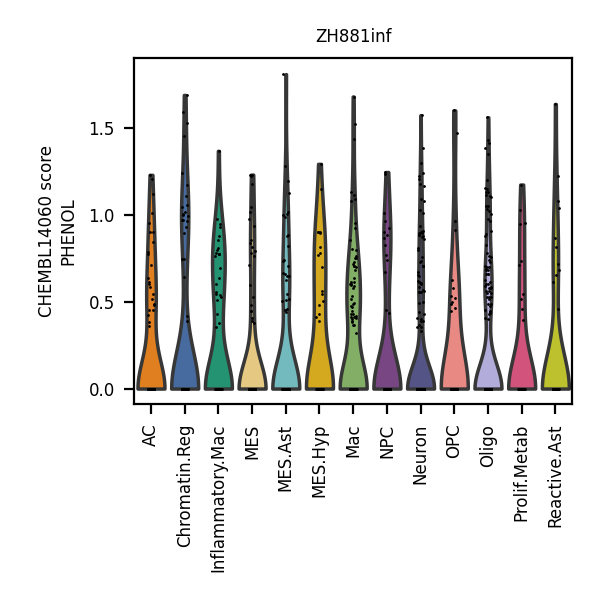 ZH881inf
CHEMBL14060 score
PHENOL
1.5
1.0
0.5
0.0
AC
Chromatin.Reg
Inflammatory.Mac
MES
MES.Ast
MES.Hyp
Mac
NPC
Neuron
OPC
Oligo
Prolif.Metab
Reactive.Ast